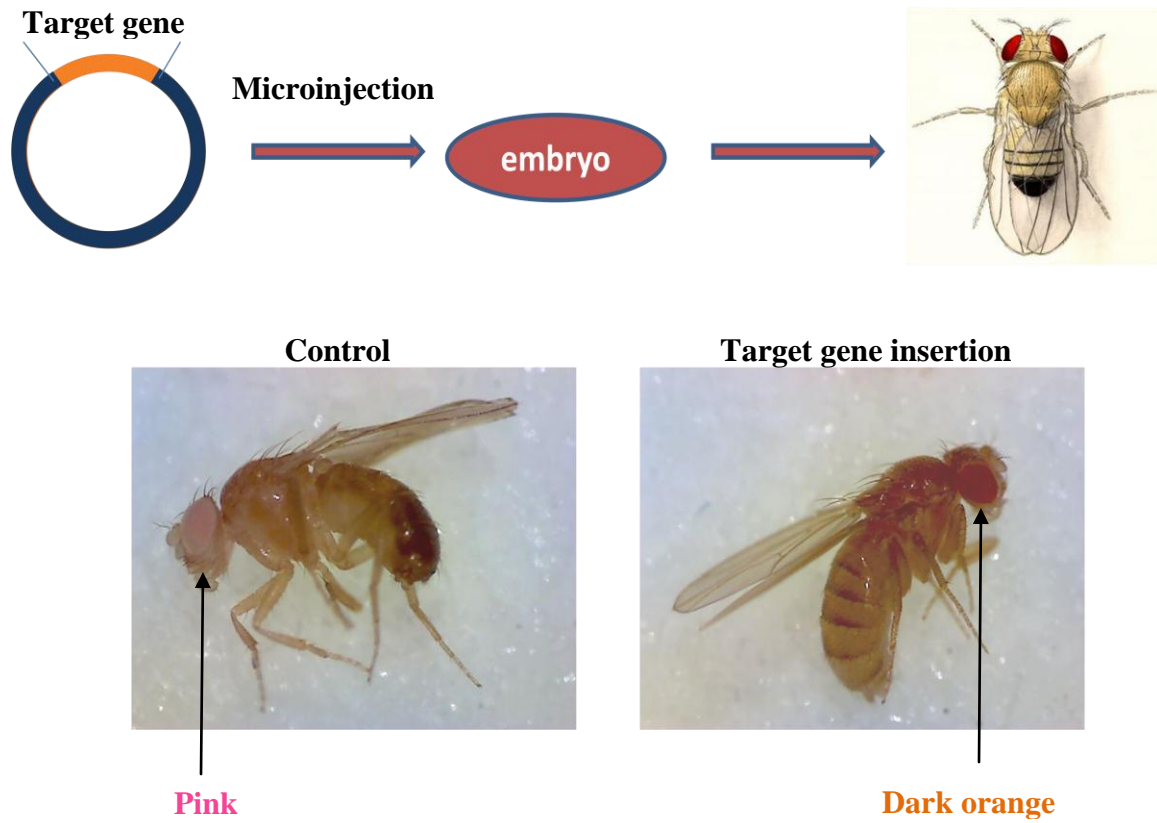 Target gene
Microinjection
embryo
Control
Target gene insertion
Pink
Dark orange